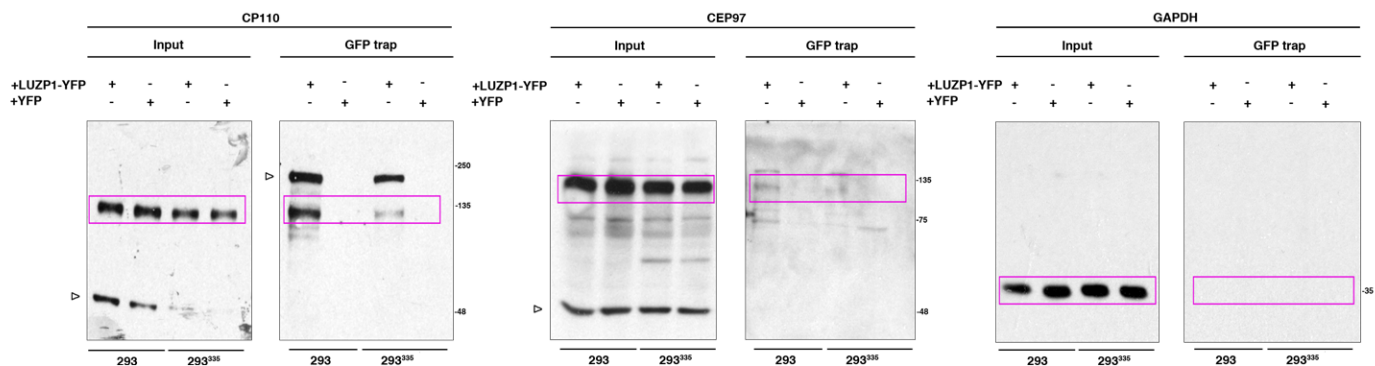 CP110 CEP97 GAPDH
Input GFP trap Input GFP trap Input GFP trap
+LUZP1-YFP + - + - + - + - +LUZP1-YFP + - + - + - + - +LUZP1-YFP + - + - + - + -
+YFP - + - + - + - + +YFP - + - + - + - + +YFP - + - + - + - +
-250
-135 -135
-75
-35
-48 -48
293 293³³⁵ 293 293³³⁵ 293 293³³⁵ 293 293³³⁵ 293 293³³⁵ 293 293³³⁵